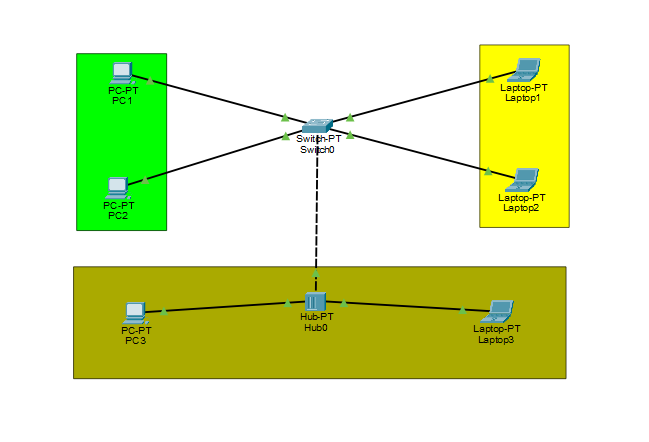 PC-PT
PC1
Laptop-PT
Laptop1
Switch-PT
Switch0
PC-PT
PC2
Laptop-PT
Laptop2
Hub-PT
Hub0
PC-PT
PC3
Laptop-PT
Laptop3